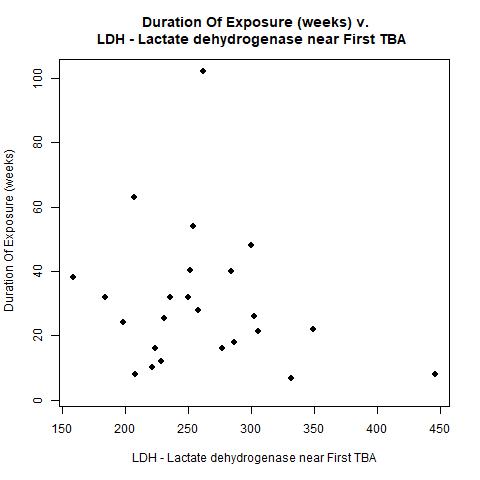 Duration Of Exposure (weeks) v.
LDH - Lactate dehydrogenase near First TBA
Duration Of Exposure (weeks)
100
80
60
40
20
0
150 200 250 300 350 400 450
LDH - Lactate dehydrogenase near First TBA